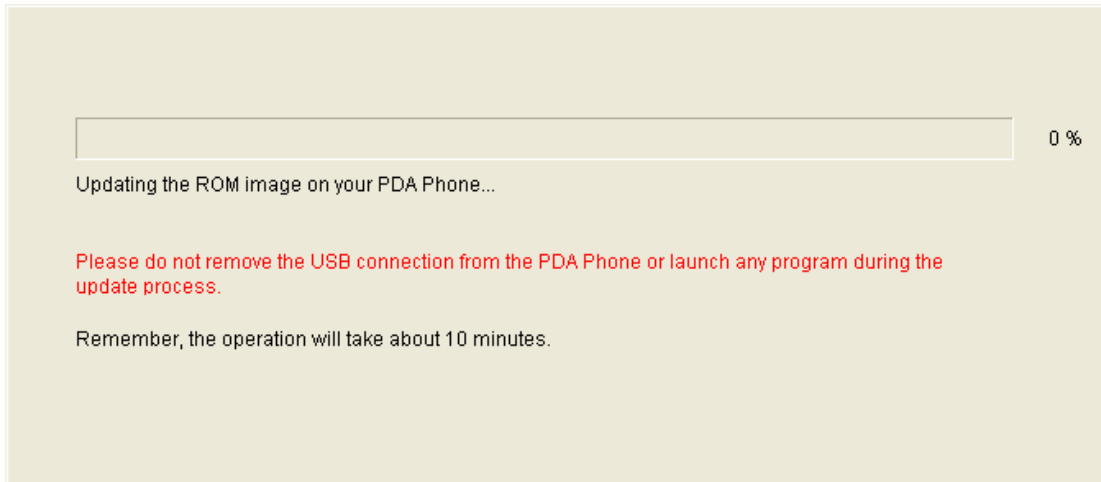 0 %
Updating the ROM image on your PDA Phone...
Please do not remove the USB connection from the PDA Phone or launch any program during the
update process.
Remember, the operation will take about 10 minutes.